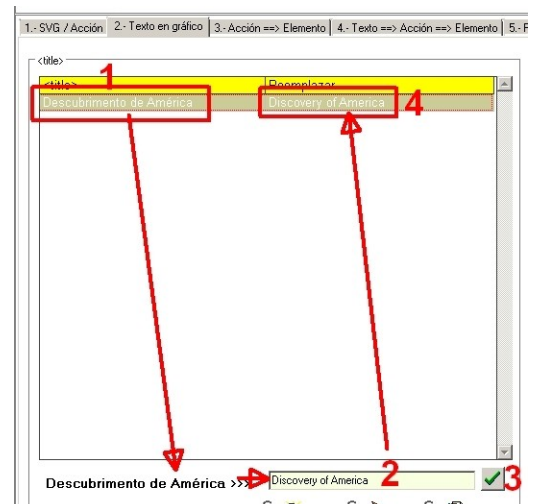 1.- SVG / Acción 2.- Texto en gráfico 3.- Acción ==> Elemento 4.- Texto ==> Acción ==> Elemento 5.- F
<title>
1
<title> Reemplazar
Descubrimento de América Discovery of America 4
Descubrimento de América >>> Discovery of America 2 3